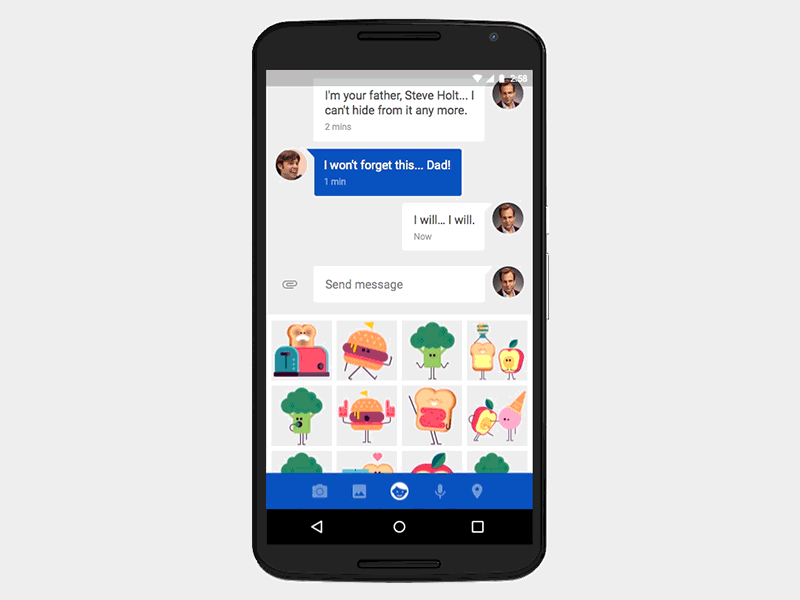 2:58
I'm your father, Steve Holt... I
can't hide from it any more.
2 mins
I won't forget this... Dad!
1 min
I will... I will.
Now
Send message